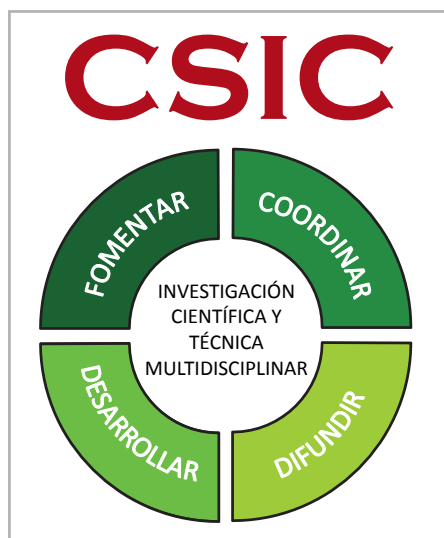 CSIC
FOMENTAR
COORDINAR
INVESTIGACIÓN
CIENTÍFICA Y
TÉCNICA
MULTIDISCIPLINAR
DESARROLLAR
DIFUNDIR